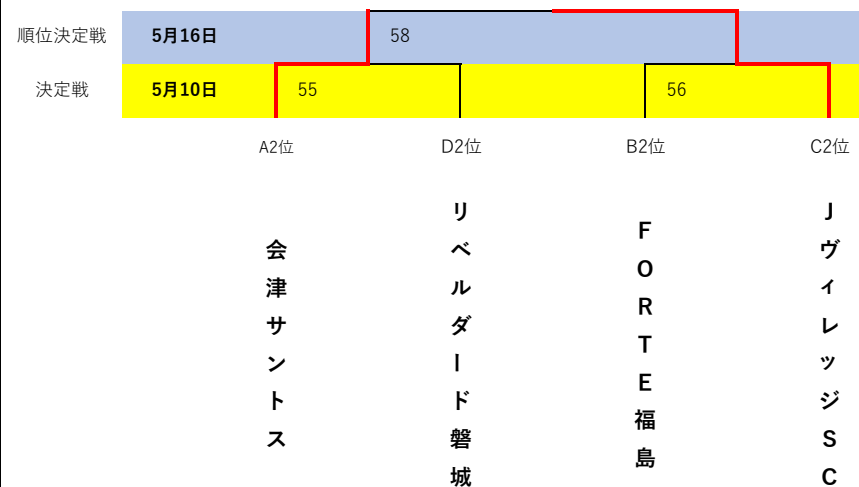 順位決定戦 5月16日 58
決定戦 5月10日 55 56
A2位 D2位 B2位 C2位
会津サントス
リベルダード磐城
FORTE福島
JヴィレッジSC